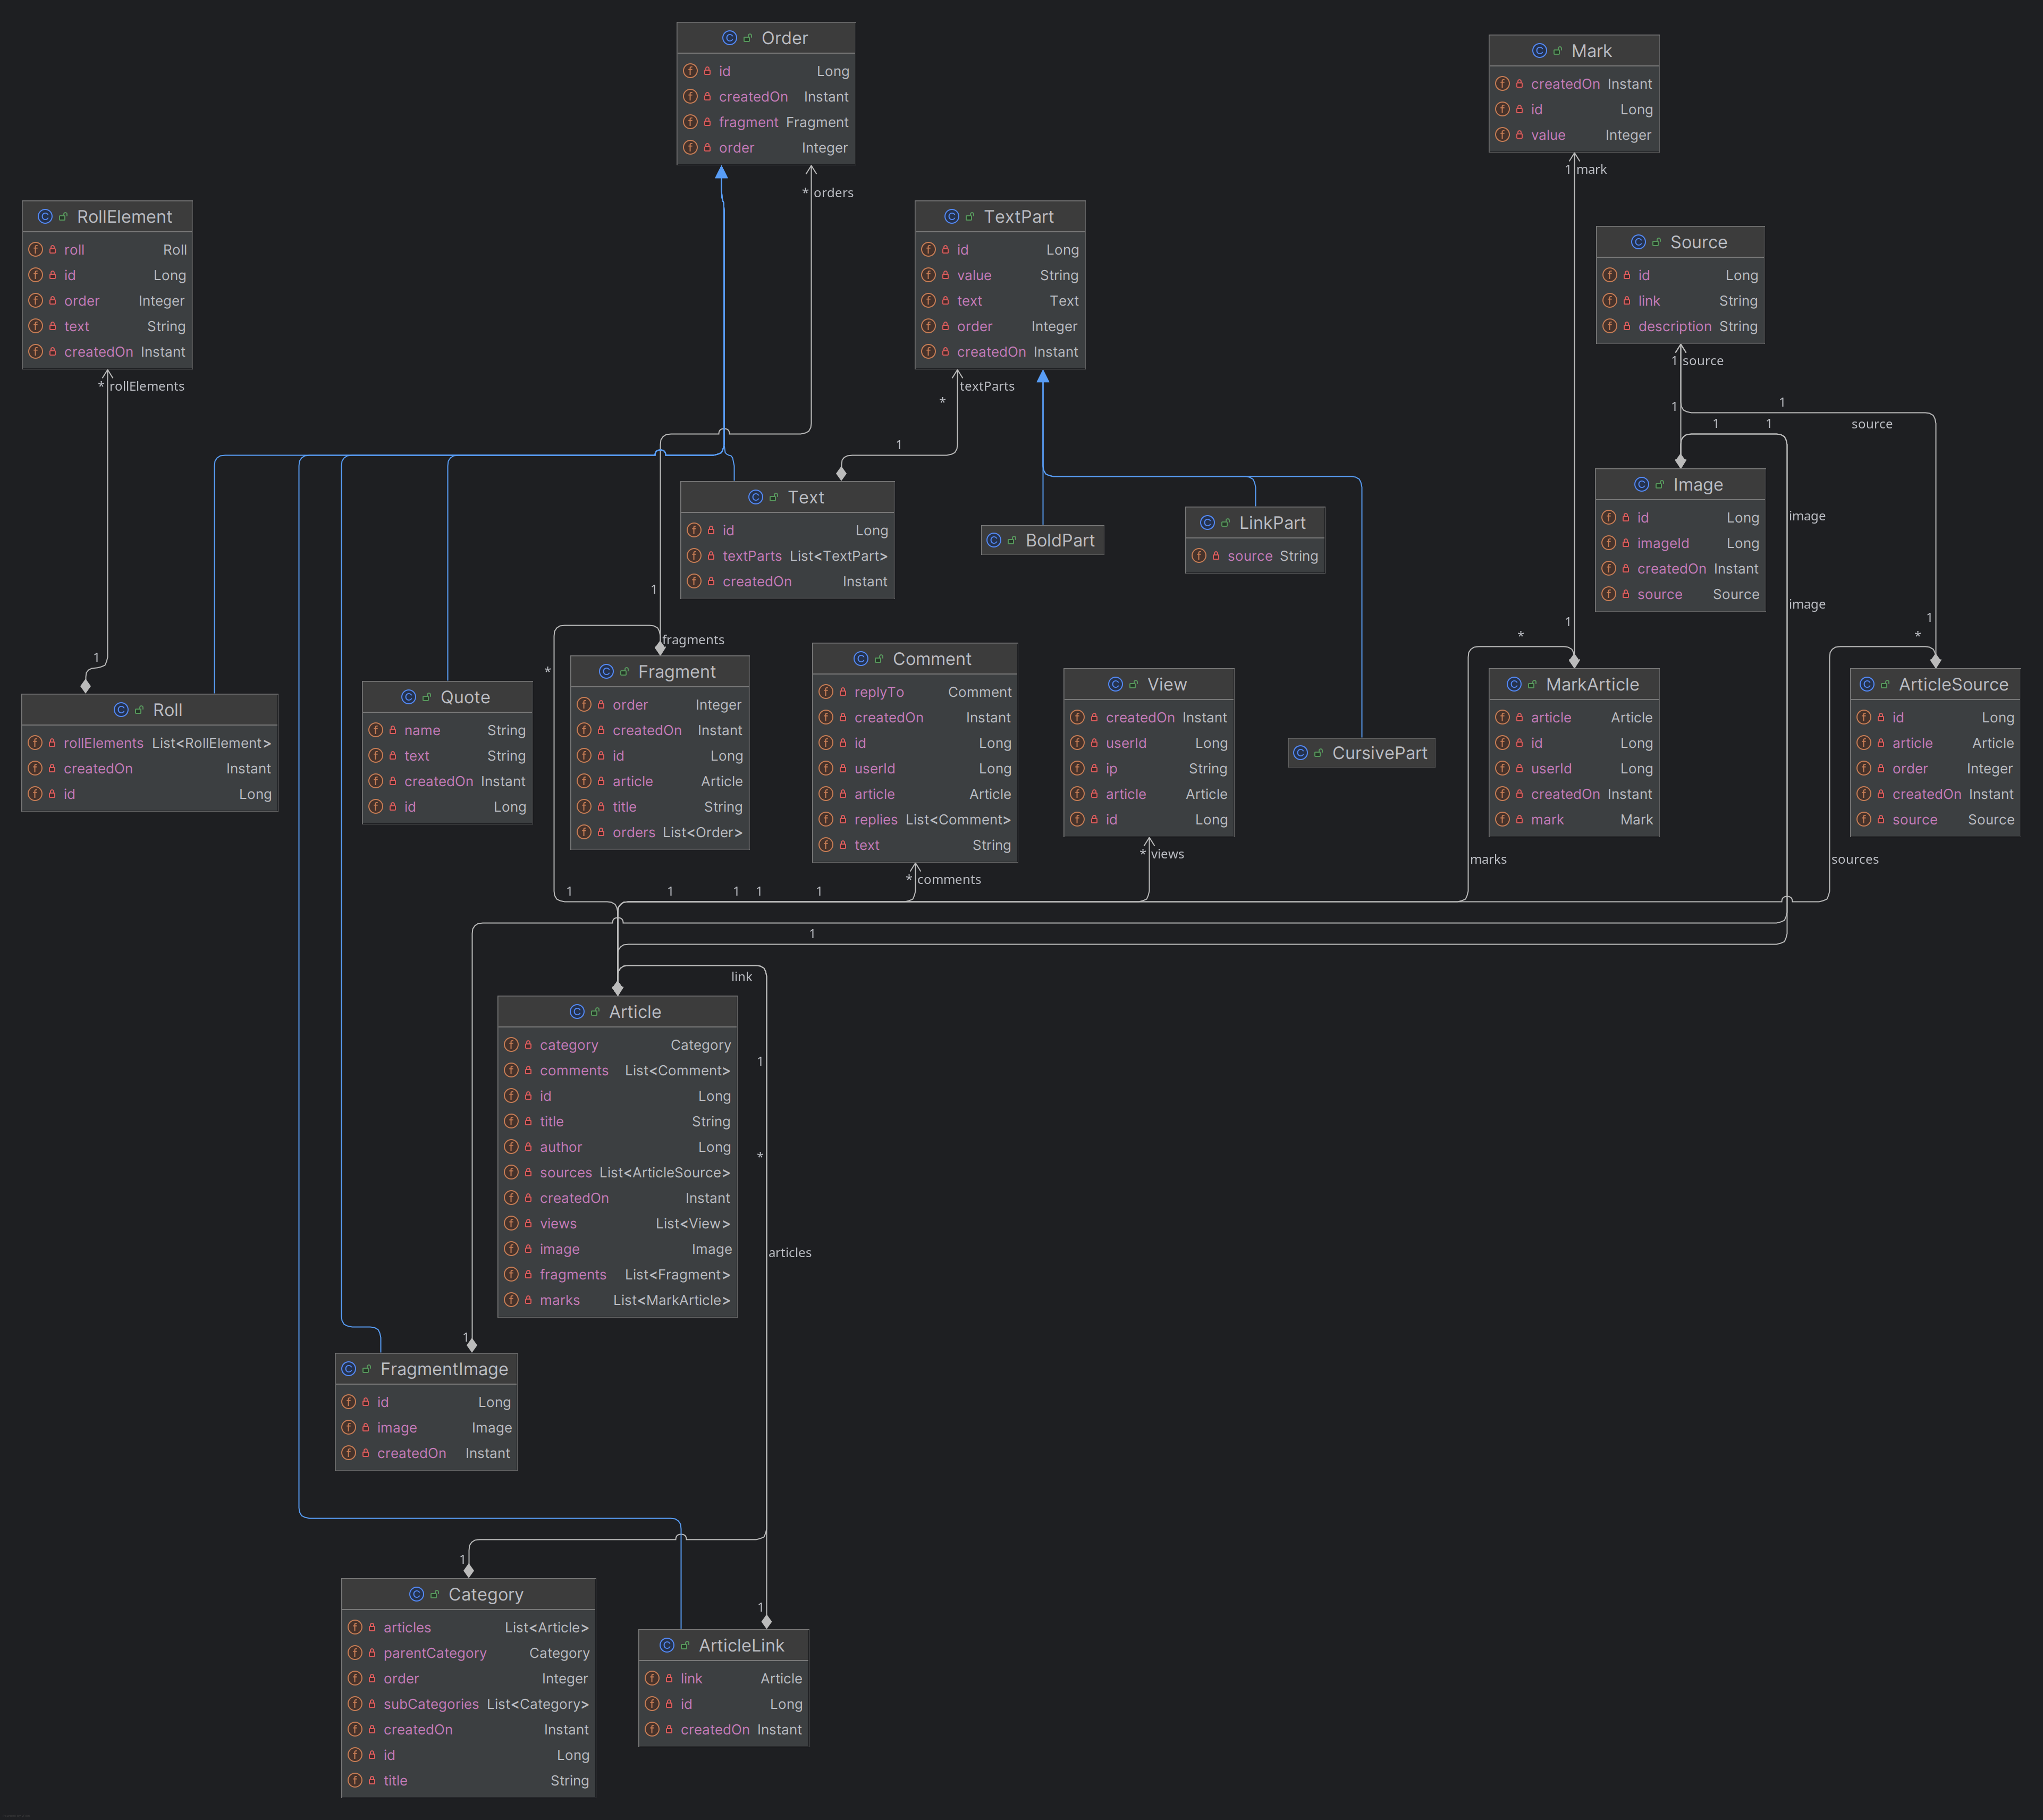 Order
id Long
createdOn Instant
fragment Fragment
order Integer
Mark
createdOn Instant
id Long
value Integer
1 mark
* orders
RollElement
roll Roll
id Long
order Integer
text String
createdOn Instant
* rollElements
TextPart
id Long
value String
text Text
order Integer
createdOn Instant
textParts
*
1
Source
id Long
link String
description String
1 source
1
1
source
1
1
Text
id Long
textParts List<TextPart>
createdOn Instant
BoldPart
LinkPart
source String
Image
id Long
imageId Long
createdOn Instant
source Source
image
image
1
1
1
*
*
1
fragments
*
Roll
rollElements List<RollElement>
createdOn Instant
id Long
Quote
name String
text String
createdOn Instant
id Long
Fragment
order Integer
createdOn Instant
id Long
article Article
title String
orders List<Order>
Comment
replyTo Comment
createdOn Instant
id Long
userId Long
article Article
replies List<Comment>
text String
View
createdOn Instant
userId Long
ip String
article Article
id Long
CursivePart
MarkArticle
article Article
id Long
userId Long
createdOn Instant
mark Mark
ArticleSource
id Long
article Article
order Integer
createdOn Instant
source Source
* views
marks
sources
* comments
1
1
1
1
1
1
link
Article
category Category
comments List<Comment>
id Long
title String
author Long
sources List<ArticleSource>
createdOn Instant
views List<View>
image Image
fragments List<Fragment>
marks List<MarkArticle>
1
*
articles
1
FragmentImage
id Long
image Image
createdOn Instant
1
Category
articles List<Article>
parentCategory Category
order Integer
subCategories List<Category>
createdOn Instant
id Long
title String
1
ArticleLink
link Article
id Long
createdOn Instant